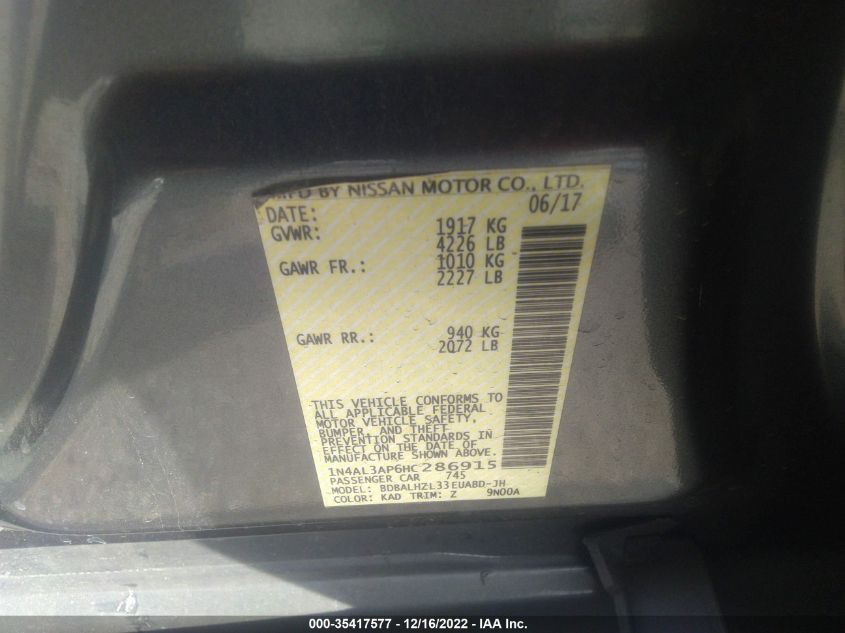 MFD BY NISSAN MOTOR CO., LTD.
DATE: 06/17
GVWR: 1917 KG
4226 LB
GAWR FR.: 1010 KG
2227 LB
GAWR RR.: 940 KG
2072 LB
THIS VEHICLE CONFORMS TO
ALL APPLICABLE FEDERAL
MOTOR VEHICLE SAFETY,
BUMPER, AND THEFT
PREVENTION STANDARDS IN
EFFECT ON THE DATE OF
MANUFACTURE SHOWN ABOVE.
1N4AL3AP6HC286915
PASSENGER CAR 745
MODEL: BDBALHZL33EUA8D-JH
COLOR: KAD TRIM: Z 9N00A
000-35417577 - 12/16/2022 - IAA Inc.